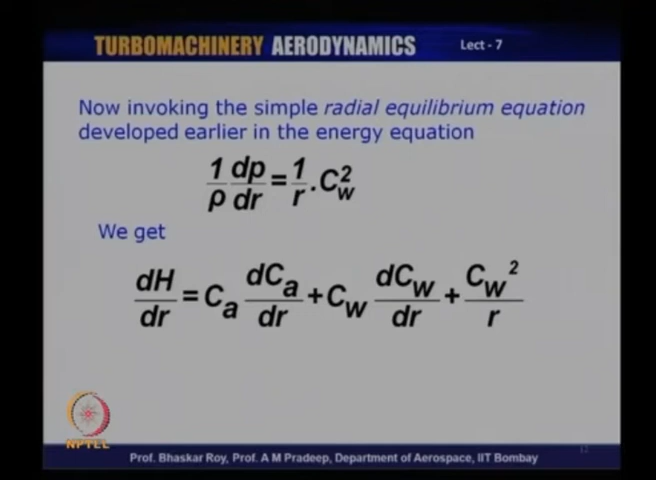 TURBOMACHINERY AERODYNAMICS Lect - 7
Now invoking the simple radial equilibrium equation
developed earlier in the energy equation
1/ρ dp/dr = 1/r . C_w^2
We get
dH/dr = C_a dC_a/dr + C_w dC_w/dr + C_w^2/r
NPTEL
Prof. Bhaskar Roy, Prof. A M Pradeep, Department of Aerospace, IIT Bombay